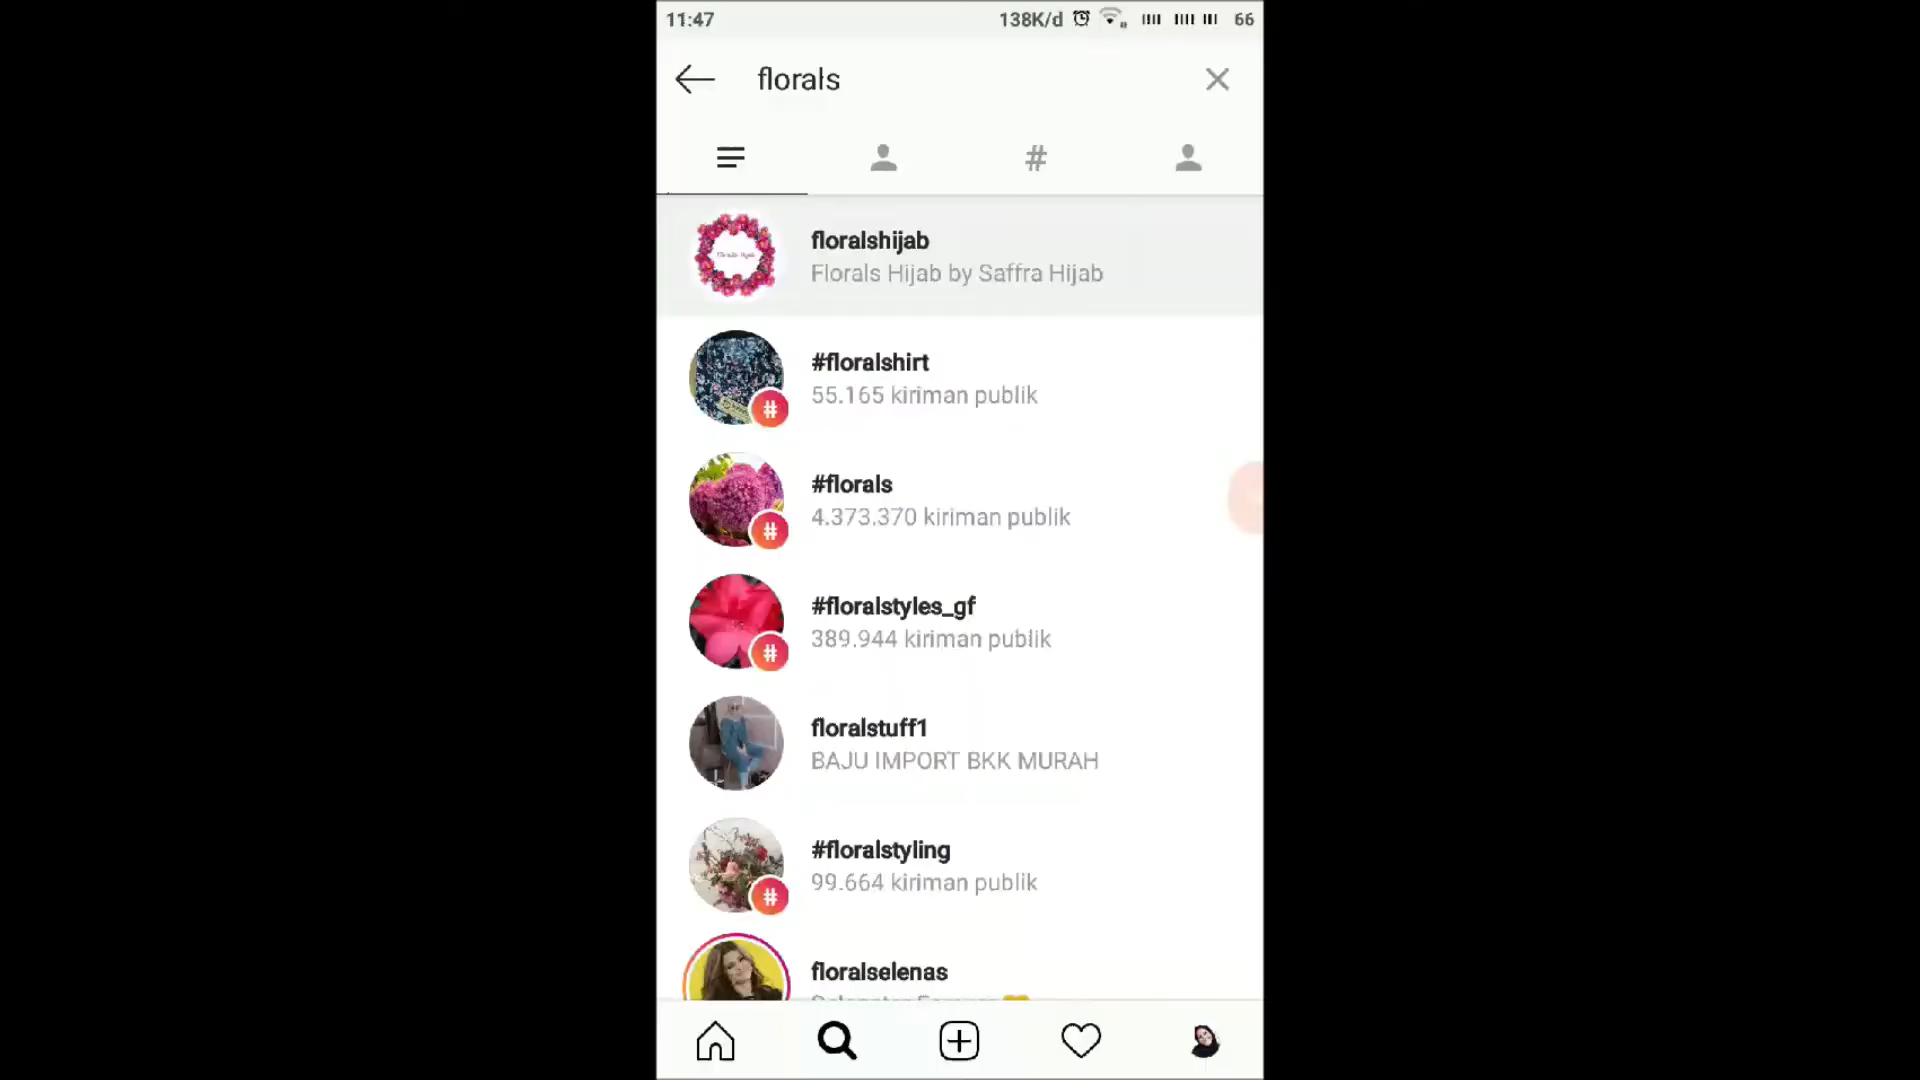 11:47 138K/d 66
florals
floralshijab
Florals Hijab by Saffra Hijab
#floralshirt
55.165 kiriman publik
#florals
4.373.370 kiriman publik
#floralstyles_gf
389.944 kiriman publik
floralstuff1
BAJU IMPORT BKK MURAH
#floralstyling
99.664 kiriman publik
floralselenas